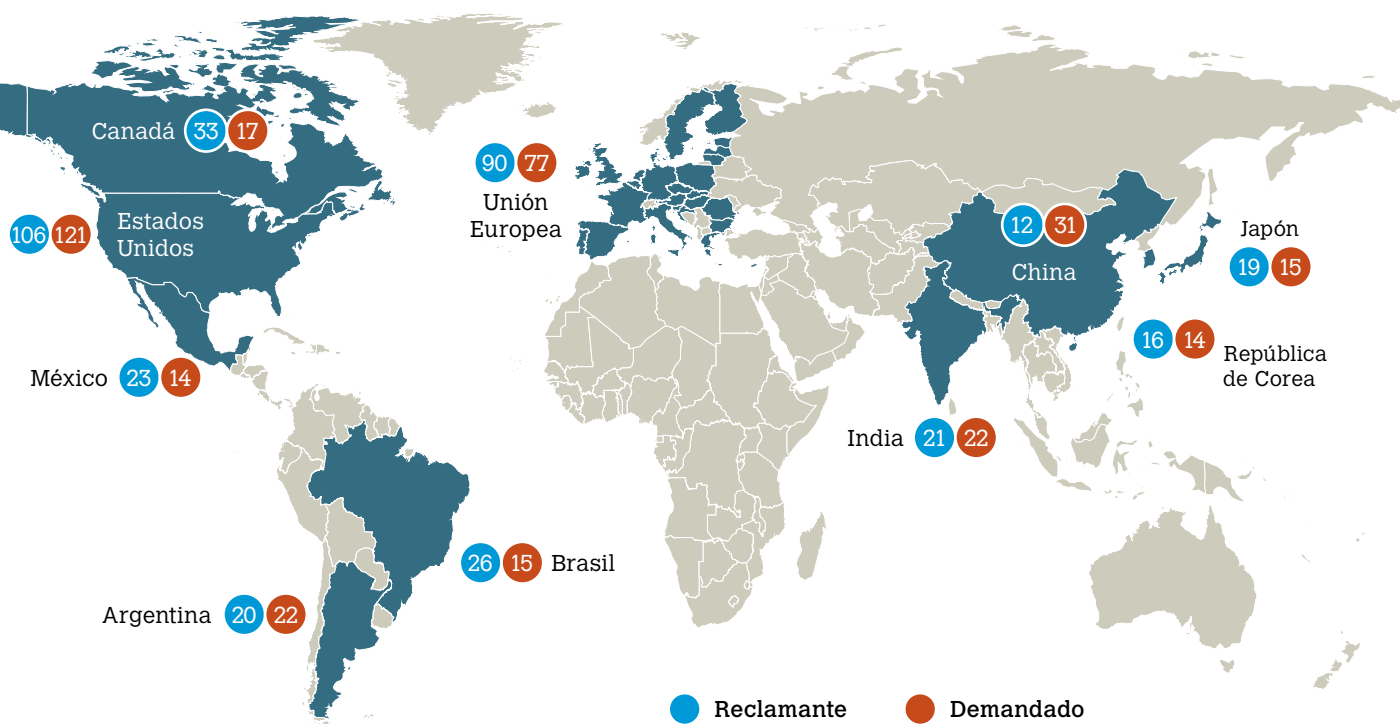 Canadá 33 17
90 77
Unión
Europea
106 121 Estados
Unidos
12 31
China
Japón
19 15
16 14
República
de Corea
México 23 14
India 21 22
26 15 Brasil
Argentina 20 22
Reclamante Demandado